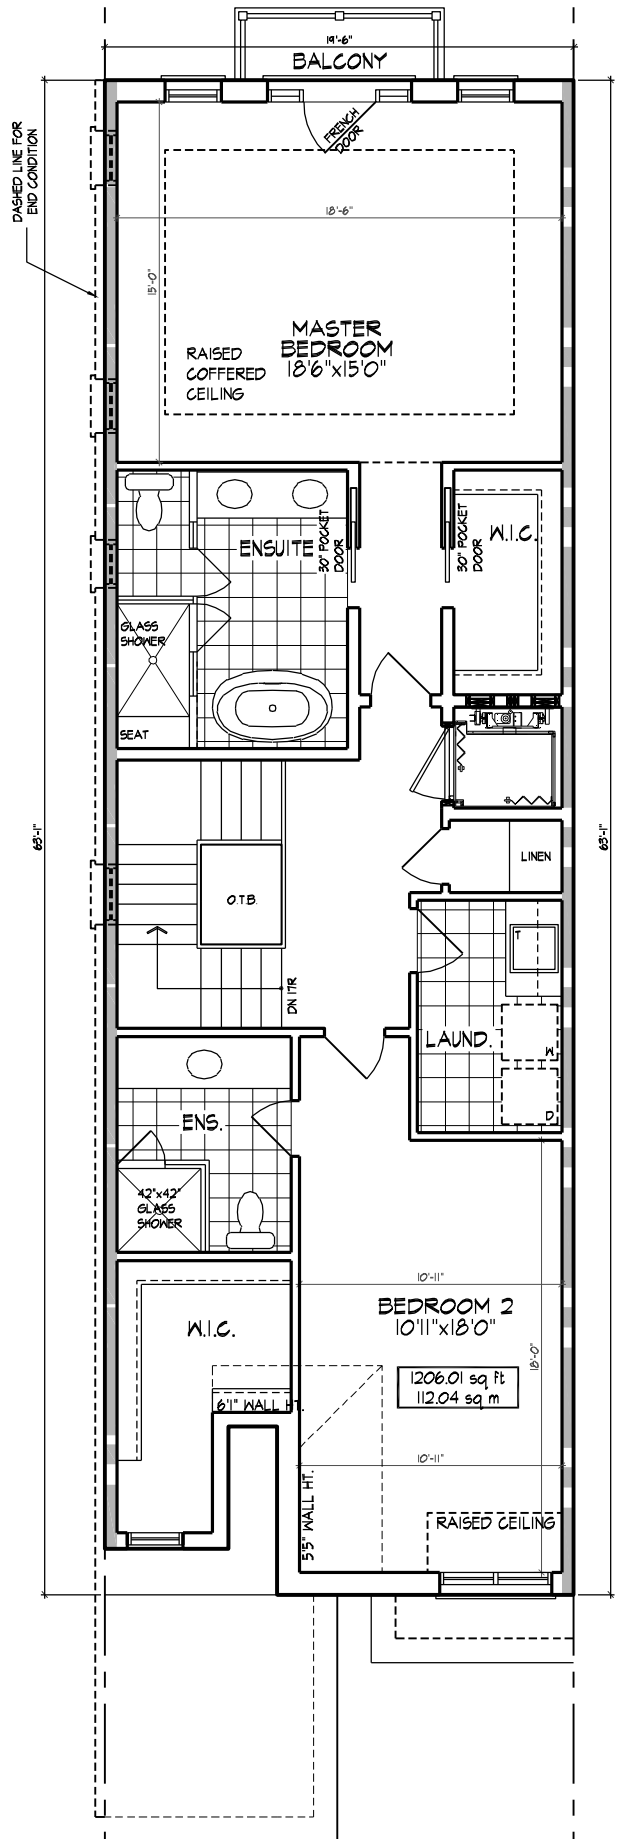 19'-6"
BALCONY
DASHED LINE FOR
END CONDITION
FRENCH
DOOR
18'-6"
15'-0"
MASTER
BEDROOM
18'6"x15'0"
RAISED
COFFERED
CEILING
ENSUITE
30" POCKET
DOOR
30" POCKET
DOOR
W.I.C.
GLASS
SHOWER
SEAT
63'-1"
63'-1"
LINEN
O.T.B.
T
DN 17R
LAUND.
W
D
ENS.
42"x42"
GLASS
SHOWER
10'-11"
BEDROOM 2
10'11"x18'0"
W.I.C.
18'-0"
1206.01 sq ft
112.04 sq m
6'1" WALL HT.
10'-11"
5'5" WALL HT.
RAISED CEILING